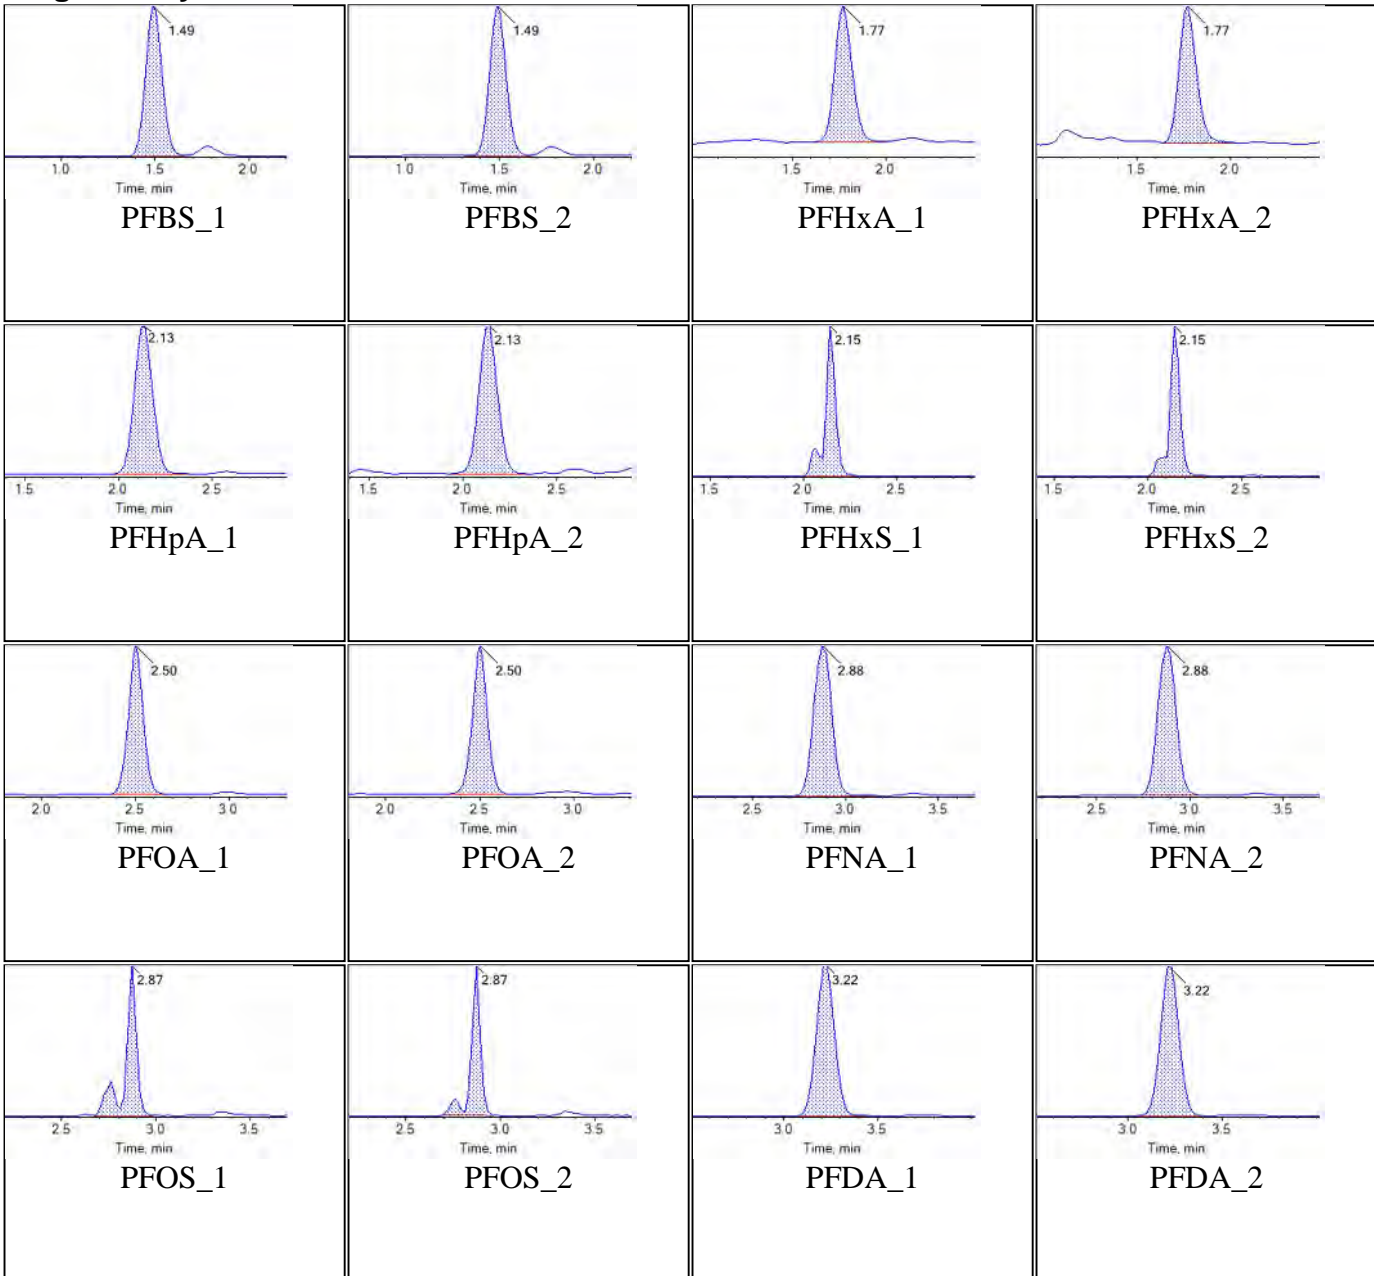 1.49 1.49 1.77 1.77
1.0 1.5 2.0 1.0 1.5 2.0 1.5 2.0 1.5 2.0
Time, min Time, min Time, min Time, min
PFBS_1 PFBS_2 PFHxA_1 PFHxA_2
2.13 2.13 2.15 2.15
1.5 2.0 2.5 1.5 2.0 2.5 1.5 2.0 2.5 1.5 2.0 2.5
Time, min Time, min Time, min Time, min
PFHpA_1 PFHpA_2 PFHxS_1 PFHxS_2
2.50 2.50 2.88 2.88
2.0 2.5 3.0 2.0 2.5 3.0 2.5 3.0 3.5 2.5 3.0 3.5
Time, min Time, min Time, min Time, min
PFOA_1 PFOA_2 PFNA_1 PFNA_2
2.87 2.87 3.22 3.22
2.5 3.0 3.5 2.5 3.0 3.5 3.0 3.5 3.0 3.5
Time, min Time, min Time, min Time, min
PFOS_1 PFOS_2 PFDA_1 PFDA_2